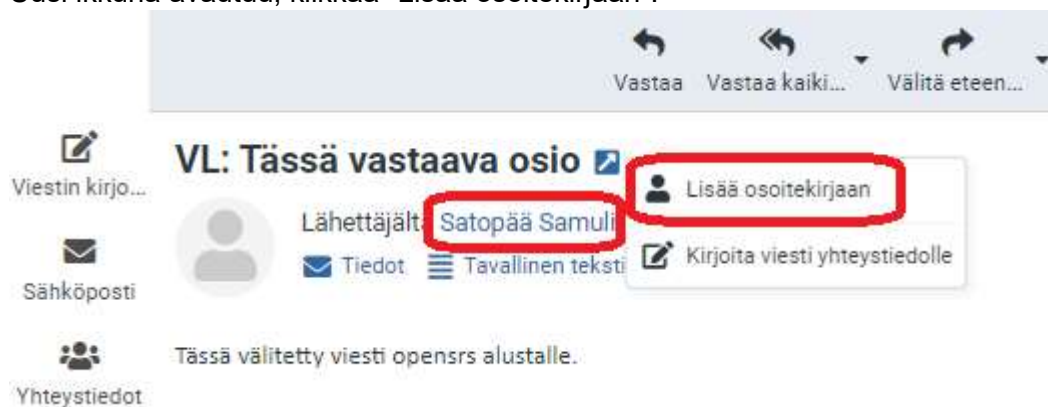 Uusi ikkuna avautuu, klikkaa "Lisää osoitekirjaan".
Vastaa Vastaa kaiki... Välitä eteen...
Viestin kirjo...
VL: Tässä vastaava osio
Lisää osoitekirjaan
Lähettäjält Satopää Samuli
Tiedot Tavallinen teksti
Kirjoita viesti yhteystiedolle
Sähköposti
Tässä välitetty viesti opensrs alustalle.
Yhteystiedot